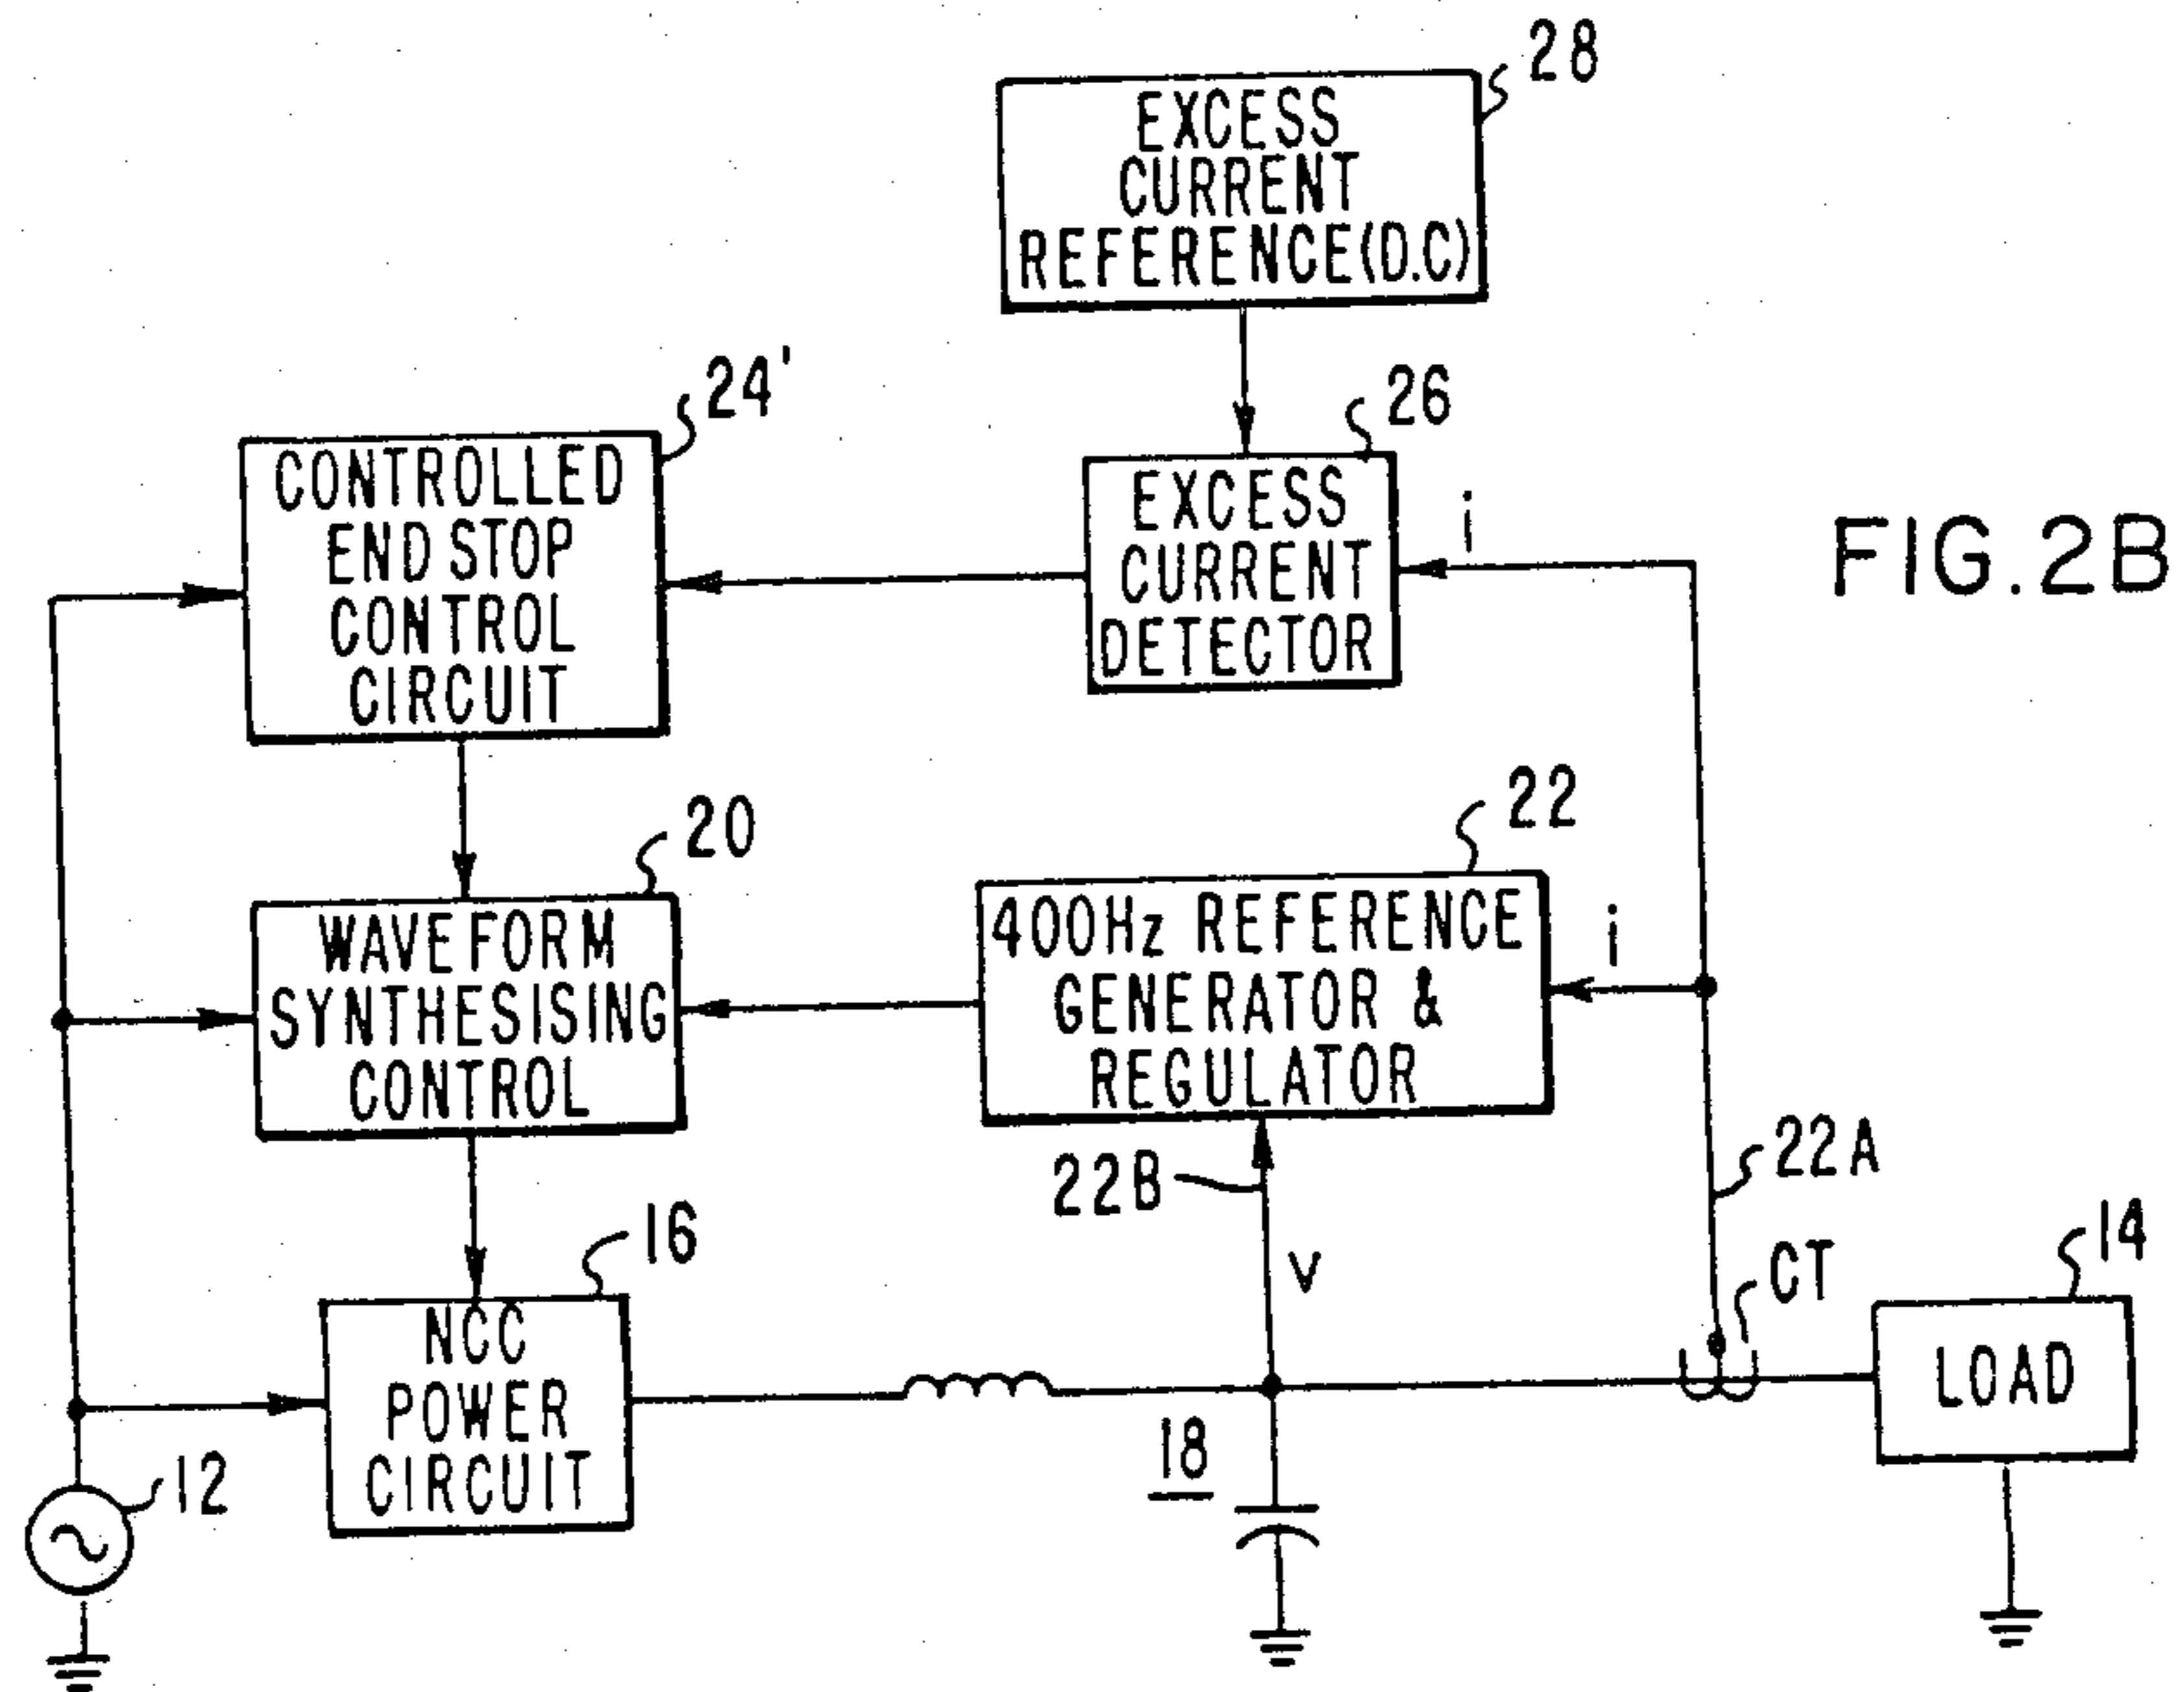 28
EXCESS
CURRENT
REFERENCE(D.C)
24'
26
CONTROLLED
END STOP
CONTROL
CIRCUIT
EXCESS
CURRENT
DETECTOR
i
FIG.2B
20
22
WAVEFORM
SYNTHESISING
CONTROL
400Hz REFERENCE
GENERATOR &
REGULATOR
i
22A
22B
16
14
V
CT
NCC
POWER
CIRCUIT
LOAD
18
12